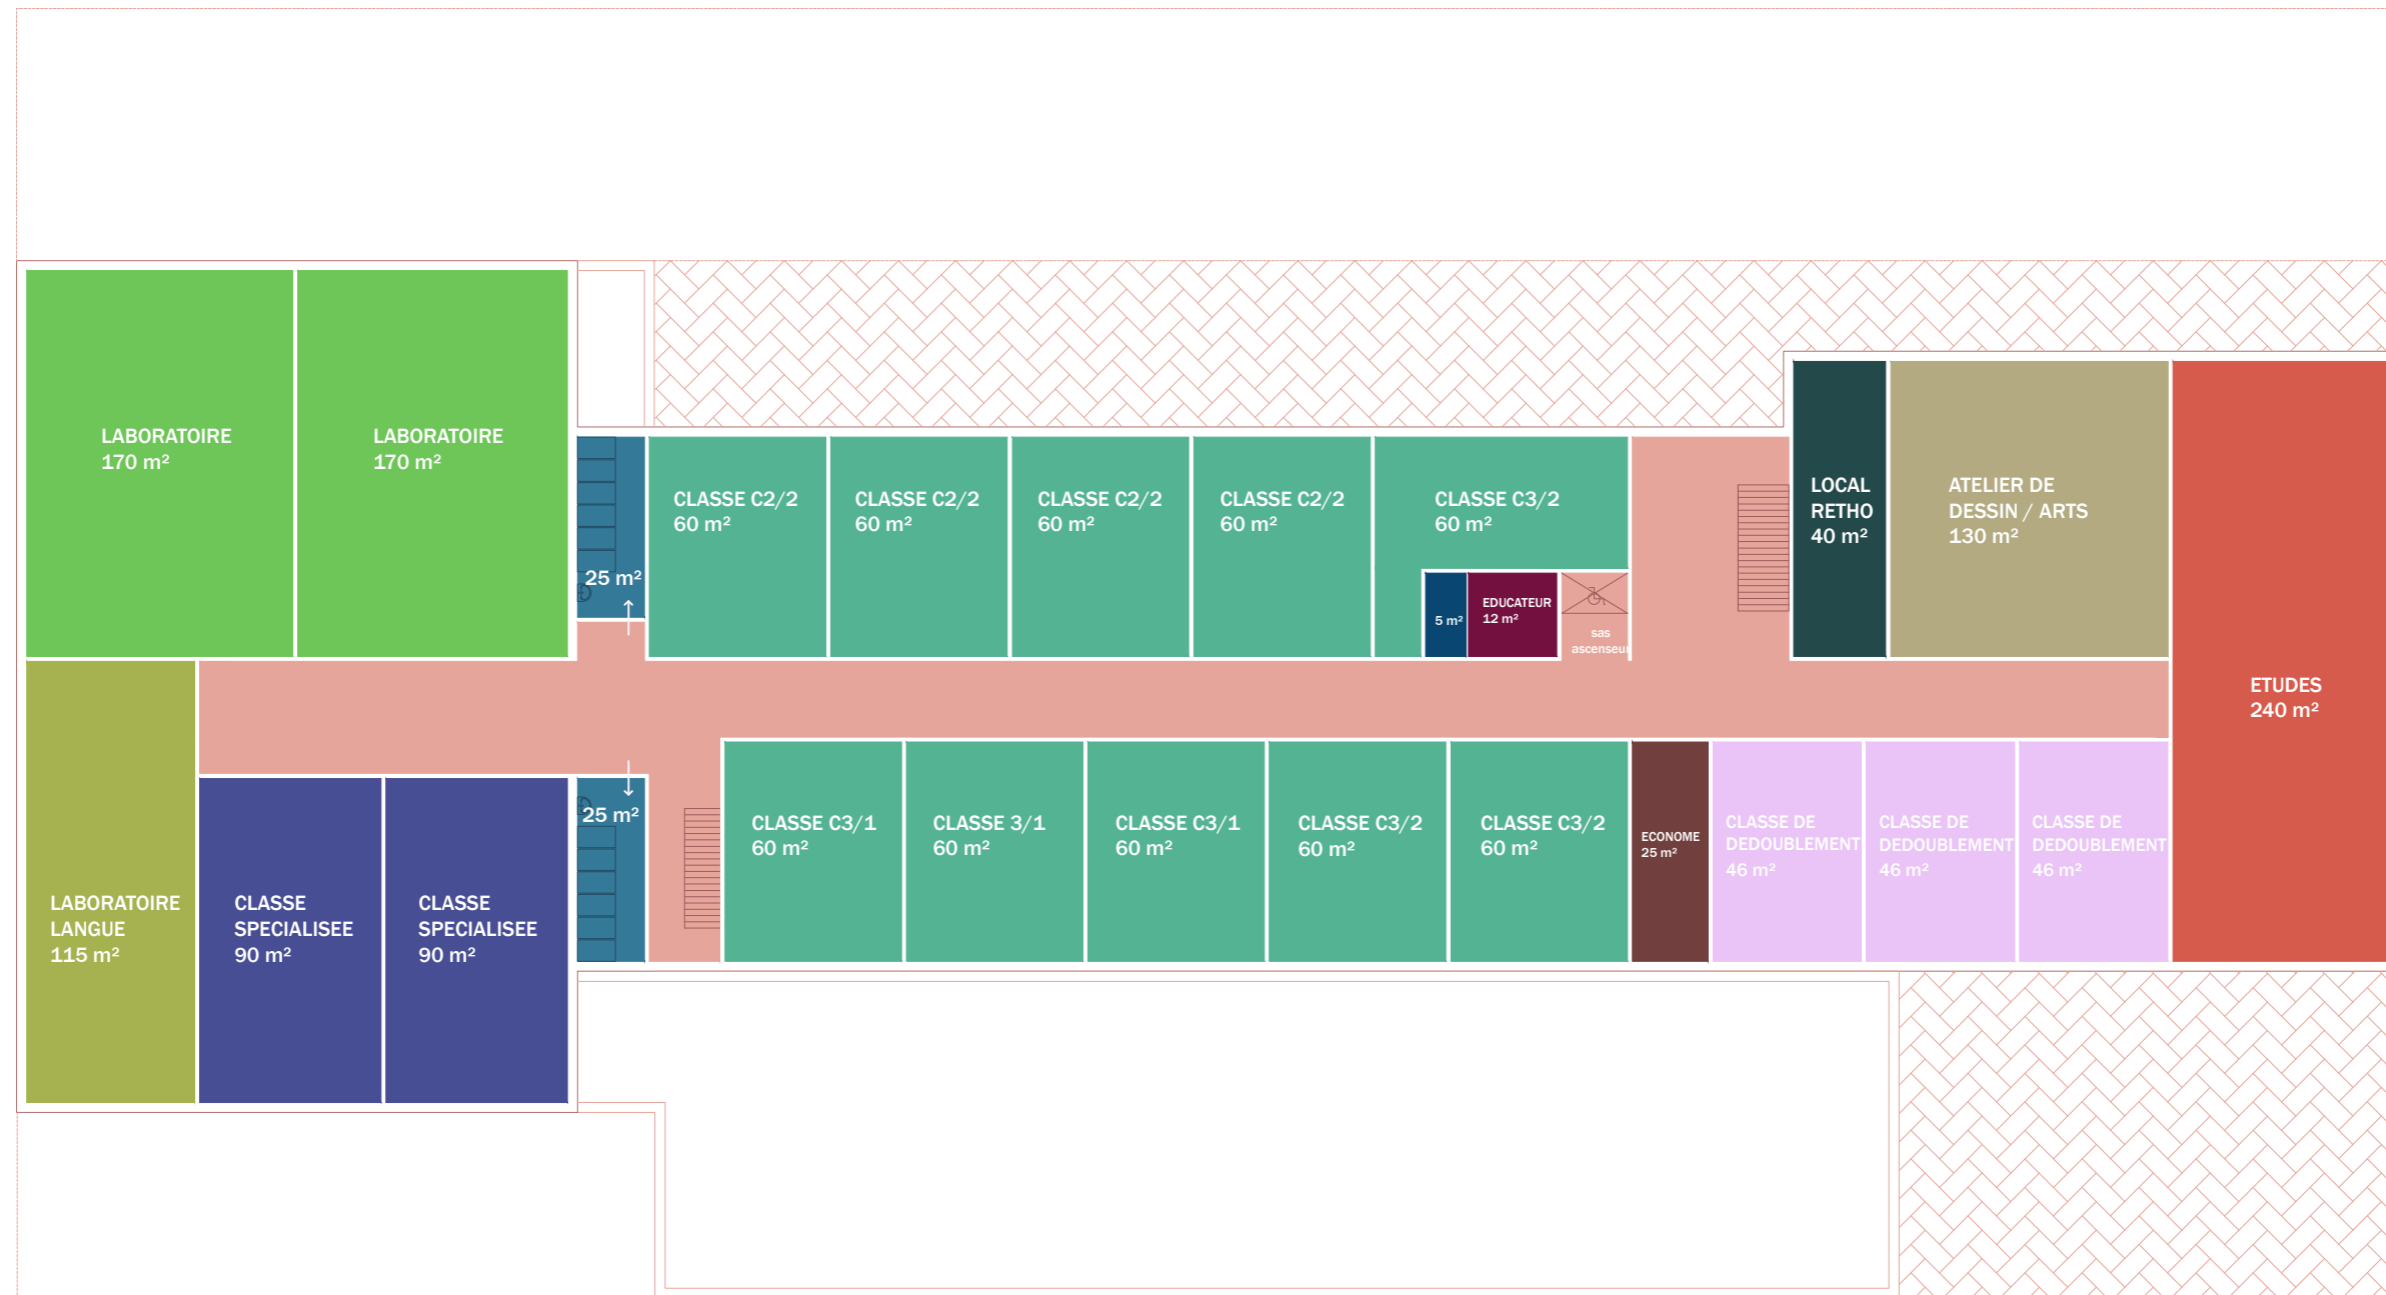 LABORATOIRE
170 m²
LABORATOIRE
170 m²
25 m²
CLASSE C2/2
60 m²
CLASSE C2/2
60 m²
CLASSE C2/2
60 m²
CLASSE C2/2
60 m²
CLASSE C3/2
60 m²
5 m²
EDUCATEUR
12 m²
sas
ascenseur
LOCAL
RETHO
40 m²
ATELIER DE
DESSIN / ARTS
130 m²
ETUDES
240 m²
LABORATOIRE
LANGUE
115 m²
CLASSE
SPECIALISEE
90 m²
CLASSE
SPECIALISEE
90 m²
25 m²
CLASSE C3/1
60 m²
CLASSE 3/1
60 m²
CLASSE C3/1
60 m²
CLASSE C3/2
60 m²
CLASSE C3/2
60 m²
ECONOME
25 m²
CLASSE DE
DEDOUBLEMENT
46 m²
CLASSE DE
DEDOUBLEMENT
46 m²
CLASSE DE
DEDOUBLEMENT
46 m²